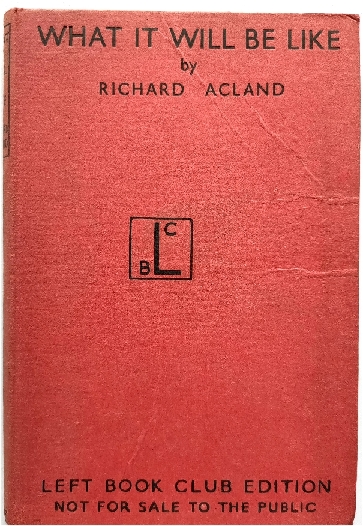 WHAT IT WILL BE LIKE
by
RICHARD ACLAND
L
C
B
LEFT BOOK CLUB EDITION
NOT FOR SALE TO THE PUBLIC